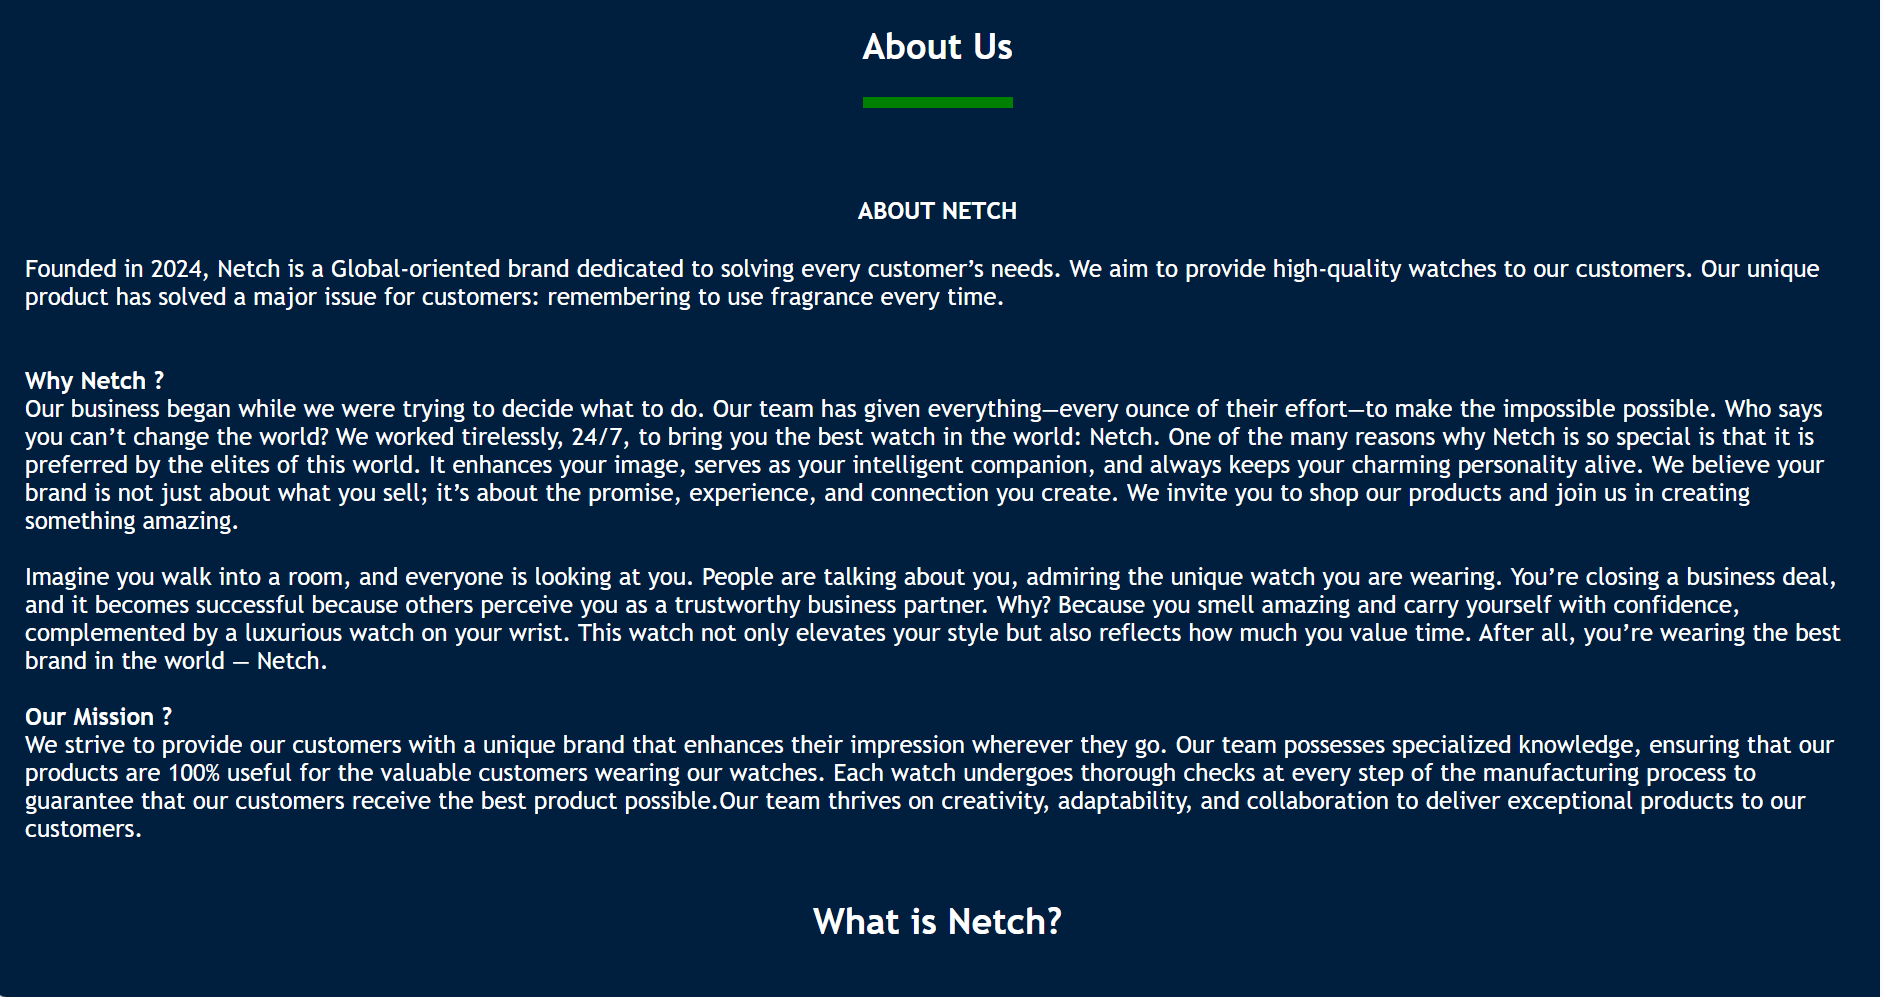 About Us
ABOUT NETCH
Founded in 2024, Netch is a Global-oriented brand dedicated to solving every customer’s needs. We aim to provide high-quality watches to our customers. Our unique
product has solved a major issue for customers: remembering to use fragrance every time.
Why Netch ?
Our business began while we were trying to decide what to do. Our team has given everything—every ounce of their effort—to make the impossible possible. Who says
you can’t change the world? We worked tirelessly, 24/7, to bring you the best watch in the world: Netch. One of the many reasons why Netch is so special is that it is
preferred by the elites of this world. It enhances your image, serves as your intelligent companion, and always keeps your charming personality alive. We believe your
brand is not just about what you sell; it’s about the promise, experience, and connection you create. We invite you to shop our products and join us in creating
something amazing.
Imagine you walk into a room, and everyone is looking at you. People are talking about you, admiring the unique watch you are wearing. You’re closing a business deal,
and it becomes successful because others perceive you as a trustworthy business partner. Why? Because you smell amazing and carry yourself with confidence,
complemented by a luxurious watch on your wrist. This watch not only elevates your style but also reflects how much you value time. After all, you’re wearing the best
brand in the world — Netch.
Our Mission ?
We strive to provide our customers with a unique brand that enhances their impression wherever they go. Our team possesses specialized knowledge, ensuring that our
products are 100% useful for the valuable customers wearing our watches. Each watch undergoes thorough checks at every step of the manufacturing process to
guarantee that our customers receive the best product possible.Our team thrives on creativity, adaptability, and collaboration to deliver exceptional products to our
customers.
What is Netch?